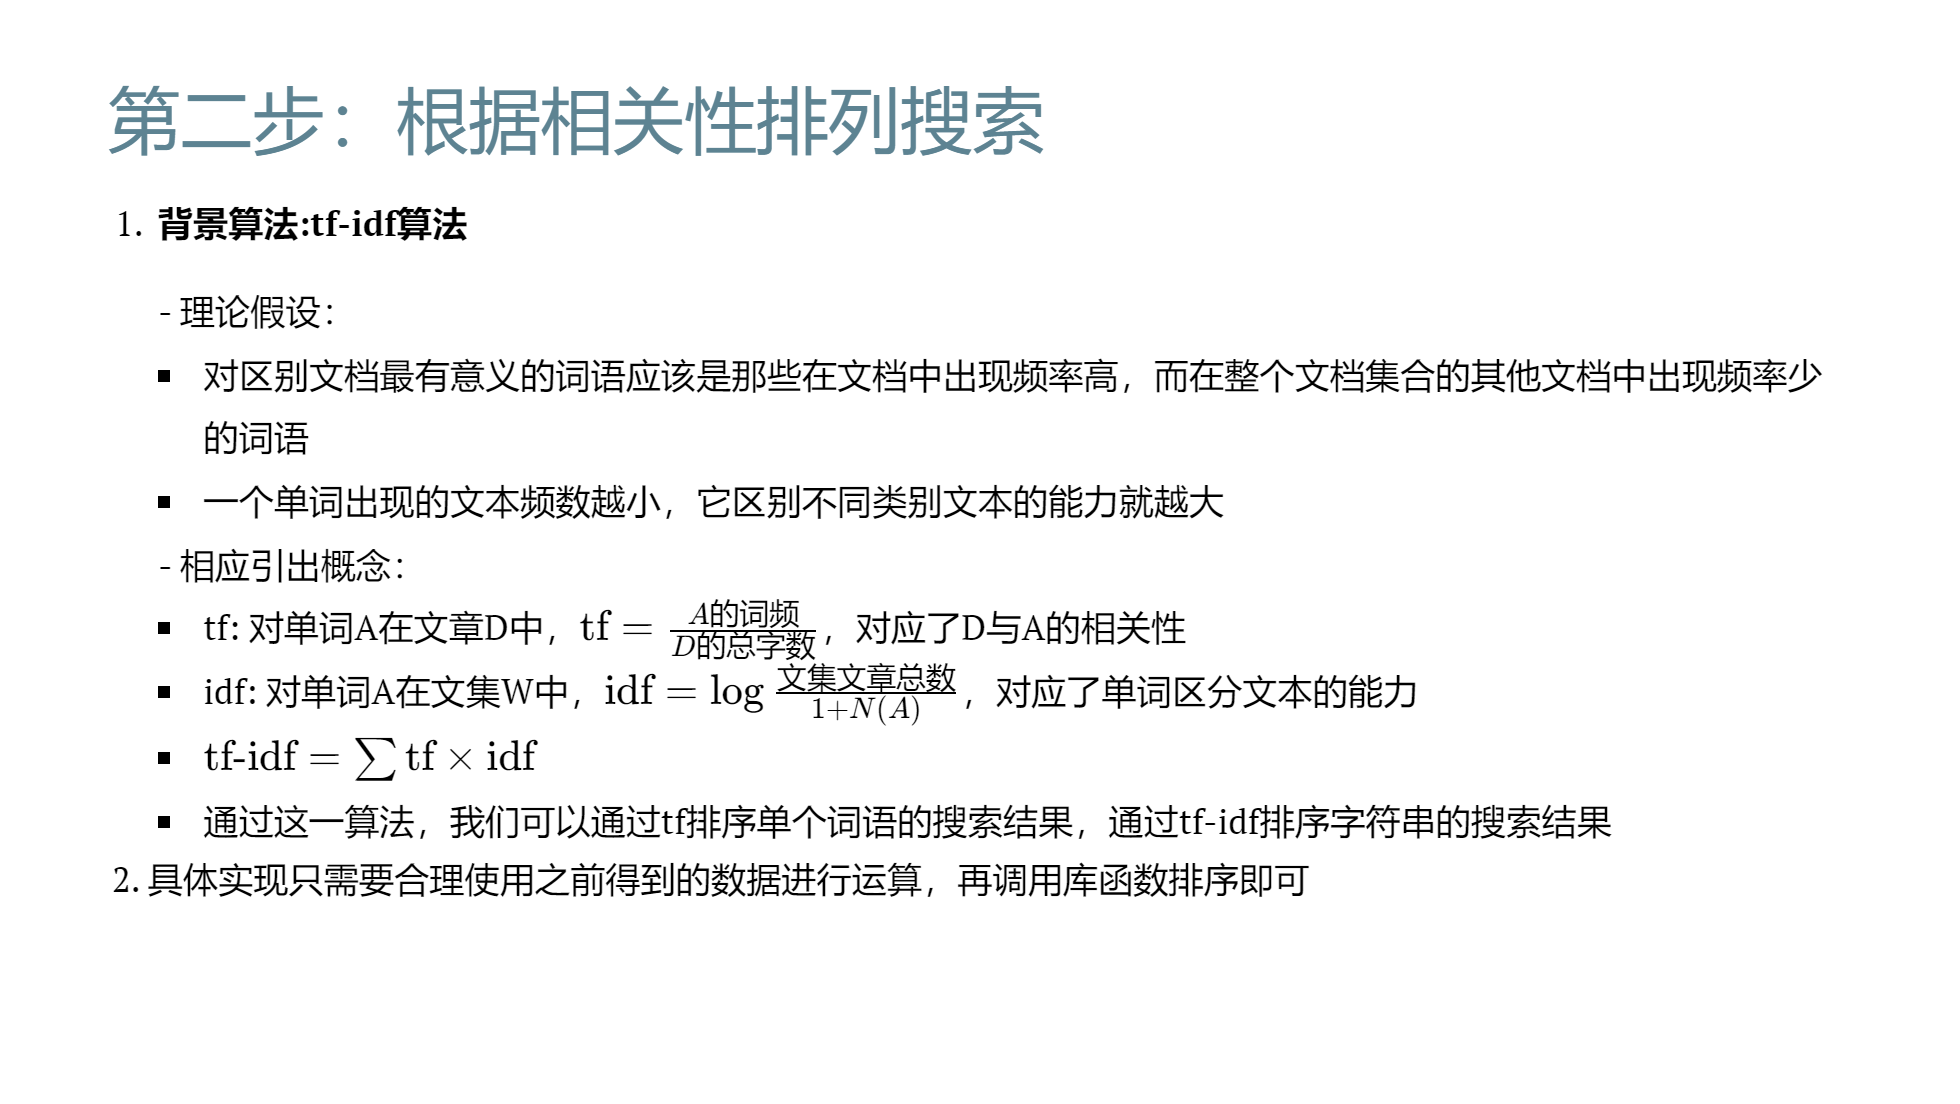 第二步：根据相关性排列搜索
1. 背景算法:tf-idf算法
- 理论假设：
▪ 对区别文档最有意义的词语应该是那些在文档中出现频率高，而在整个文档集合的其他文档中出现频率少
的词语
▪ 一个单词出现的文本频数越小，它区别不同类别文本的能力就越大
- 相应引出概念：
▪ tf: 对单词A在文章D中，tf = A的词频/D的总字数，对应了D与A的相关性
▪ idf: 对单词A在文集W中，idf = log 文集文章总数/1+N(A)，对应了单词区分文本的能力
▪ tf-idf = ∑ tf × idf
▪ 通过这一算法，我们可以通过tf排序单个词语的搜索结果，通过tf-idf排序字符串的搜索结果
2. 具体实现只需要合理使用之前得到的数据进行运算，再调用库函数排序即可